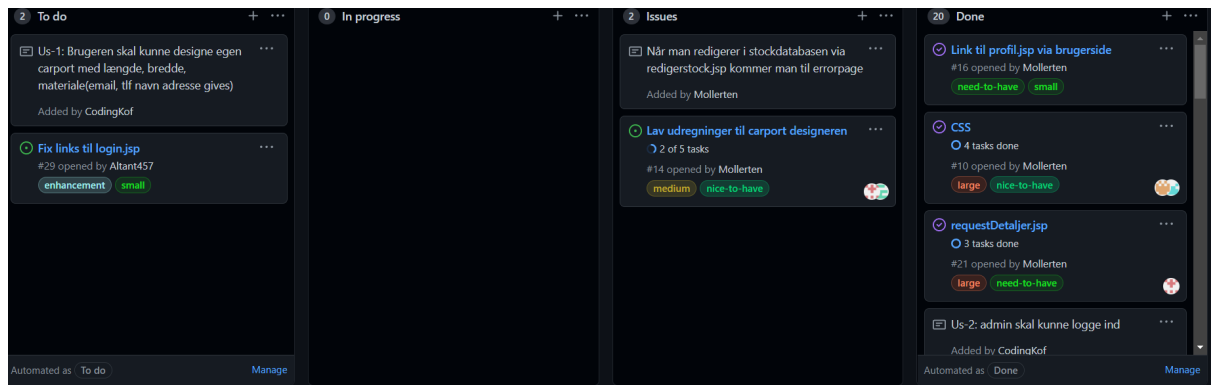 2 To do
Us-1: Brugeren skal kunne designe egen
carport med længde, bredde,
materiale(email, tlf navn adresse gives)
Added by CodingKof
Fix links til login.jsp
#29 opened by Altant457
enhancement small
Automated as To do
Manage
0 In progress
2 Issues
Når man redigerer i stockdatabasen via
redigerstock.jsp kommer man til errorpage
Added by Mollerten
Lav udregninger til carport designeren
2 of 5 tasks
#14 opened by Mollerten
medium nice-to-have
20 Done
Link til profil.jsp via brugerside
#16 opened by Mollerten
need-to-have small
CSS
4 tasks done
#10 opened by Mollerten
large nice-to-have
requestDetaljer.jsp
3 tasks done
#21 opened by Mollerten
large need-to-have
Us-2: admin skal kunne logge ind
Added by CodingKof
Automated as Done
Manage